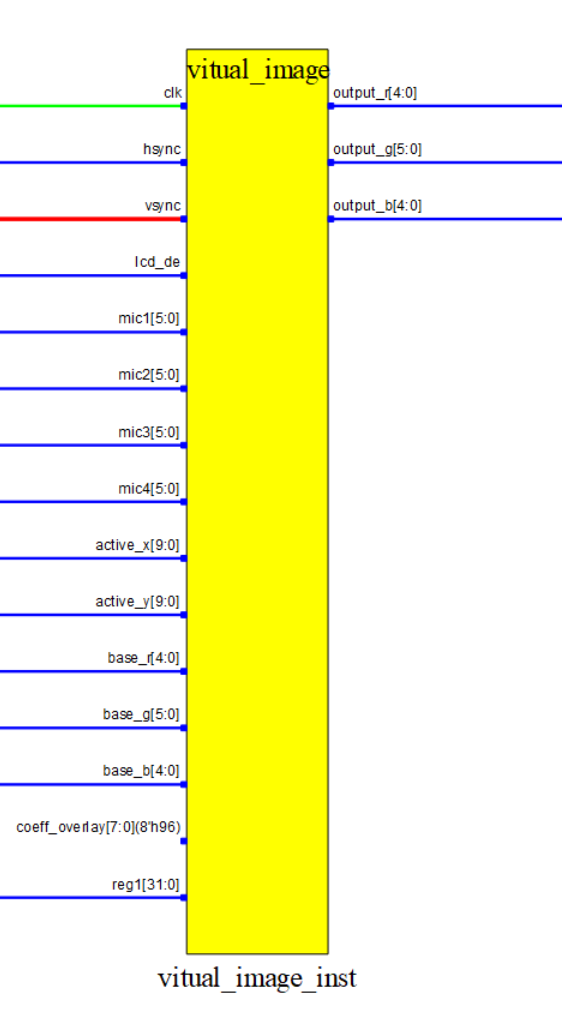 vitual_image
clk
output_r[4:0]
hsync
output_g[5:0]
vsync
output_b[4:0]
lcd_de
mic1[5:0]
mic2[5:0]
mic3[5:0]
mic4[5:0]
active_x[9:0]
active_y[9:0]
base_r[4:0]
base_g[5:0]
base_b[4:0]
coeff_overlay[7:0](8'h96)
reg1[31:0]
vitual_image_inst